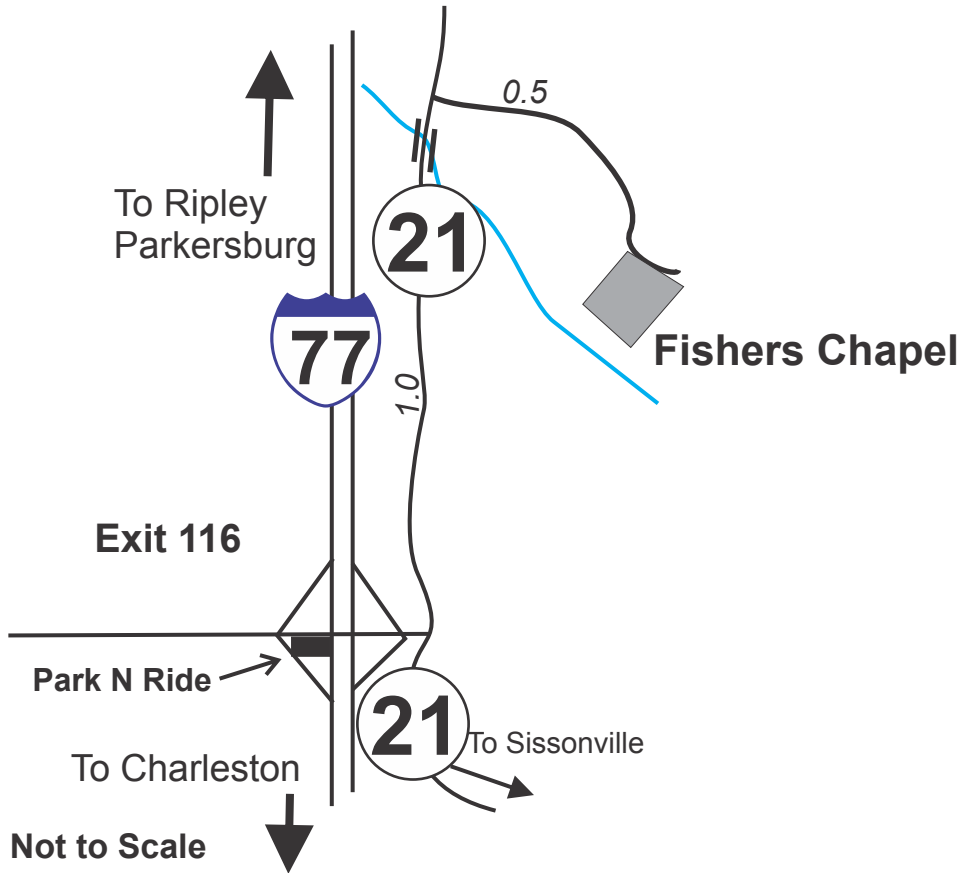 0.5
To Ripley
Parkersburg
21
77
Fishers Chapel
1.0
Exit 116
Park N Ride
21
To Sissonville
To Charleston
Not to Scale